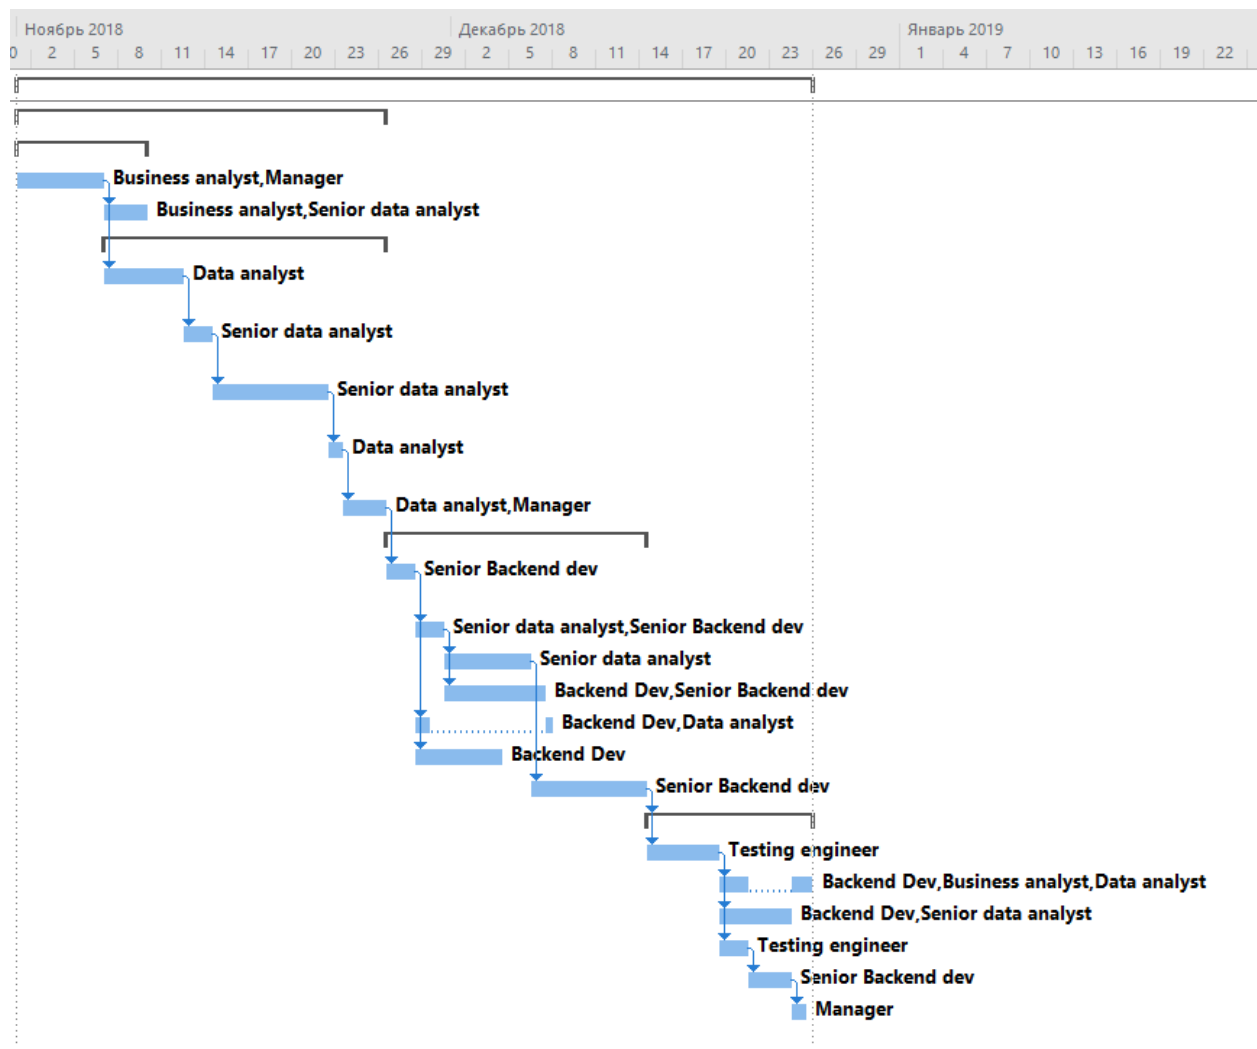 Ноябрь 2018 Декабрь 2018 Январь 2019
0 2 5 8 11 14 17 20 23 26 29 2 5 8 11 14 17 20 23 26 29 1 4 7 10 13 16 19 22
Business analyst,Manager
Business analyst,Senior data analyst
Data analyst
Senior data analyst
Senior data analyst
Data analyst
Data analyst,Manager
Senior Backend dev
Senior data analyst,Senior Backend dev
Senior data analyst
Backend Dev,Senior Backend dev
Backend Dev,Data analyst
Backend Dev
Senior Backend dev
Testing engineer
Backend Dev,Business analyst,Data analyst
Backend Dev,Senior data analyst
Testing engineer
Senior Backend dev
Manager